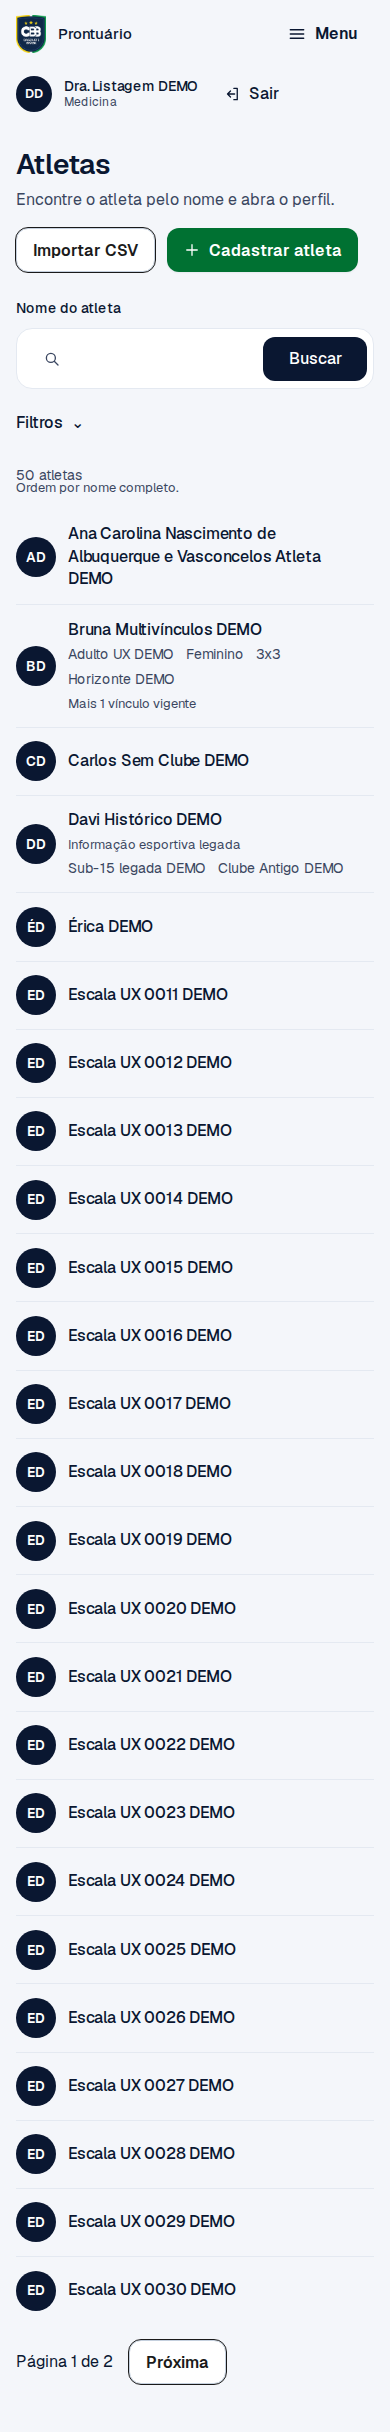 CBB
Prontuário
Menu
DD
Dra. Listagem DEMO
Medicina
Sair
Atletas
Encontre o atleta pelo nome e abra o perfil.
Importar CSV
Cadastrar atleta
Nome do atleta
Buscar
Filtros
50 atletas
Ordem por nome completo.
AD
Ana Carolina Nascimento de
Albuquerque e Vasconcelos Atleta
DEMO
BD
Bruna Multivínculos DEMO
Adulto UX DEMO Feminino 3x3
Horizonte DEMO
Mais 1 vínculo vigente
CD
Carlos Sem Clube DEMO
DD
Davi Histórico DEMO
Informação esportiva legada
Sub-15 legada DEMO Clube Antigo DEMO
ÉD
Érica DEMO
ED
Escala UX 0011 DEMO
ED
Escala UX 0012 DEMO
ED
Escala UX 0013 DEMO
ED
Escala UX 0014 DEMO
ED
Escala UX 0015 DEMO
ED
Escala UX 0016 DEMO
ED
Escala UX 0017 DEMO
ED
Escala UX 0018 DEMO
ED
Escala UX 0019 DEMO
ED
Escala UX 0020 DEMO
ED
Escala UX 0021 DEMO
ED
Escala UX 0022 DEMO
ED
Escala UX 0023 DEMO
ED
Escala UX 0024 DEMO
ED
Escala UX 0025 DEMO
ED
Escala UX 0026 DEMO
ED
Escala UX 0027 DEMO
ED
Escala UX 0028 DEMO
ED
Escala UX 0029 DEMO
ED
Escala UX 0030 DEMO
Página 1 de 2
Próxima